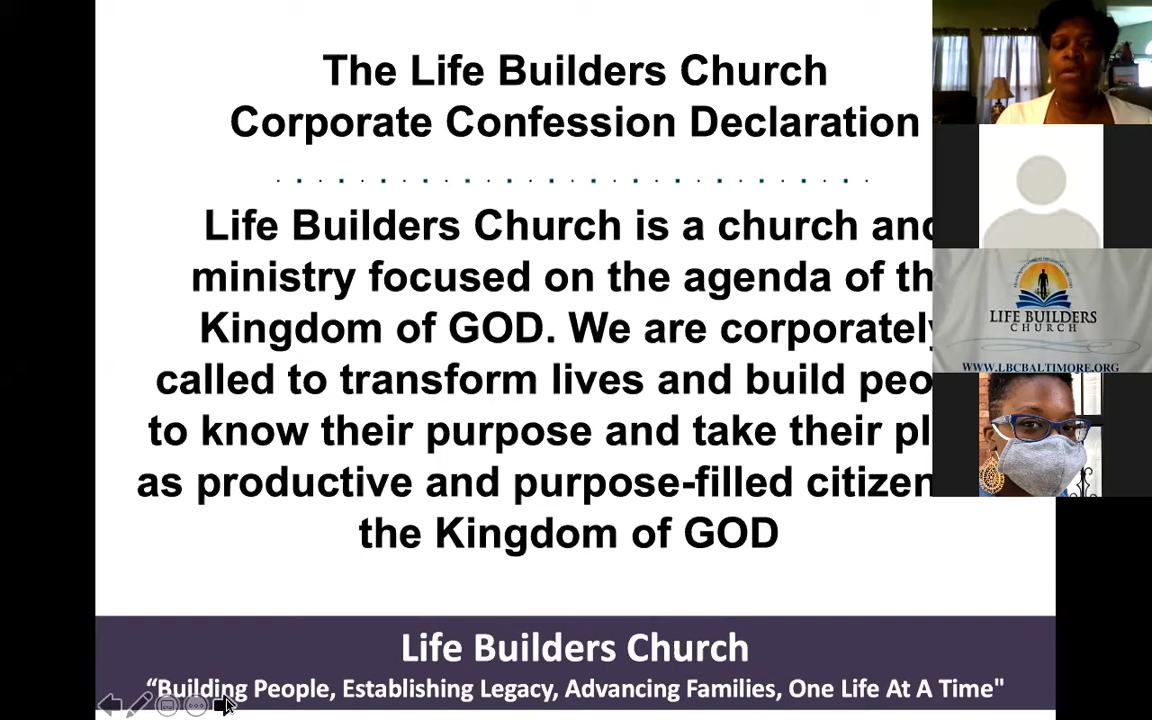 The Life Builders Church
Corporate Confession Declaration
Life Builders Church is a church and
ministry focused on the agenda of th
Kingdom of GOD. We are corporately
called to transform lives and build peo
to know their purpose and take their pl
as productive and purpose-filled citizen
the Kingdom of GOD
Life Builders Church
“Building People, Establishing Legacy, Advancing Families, One Life At A Time"
LIFE BUILDERS
CHURCH
WWW.LBCBALTIMORE.ORG